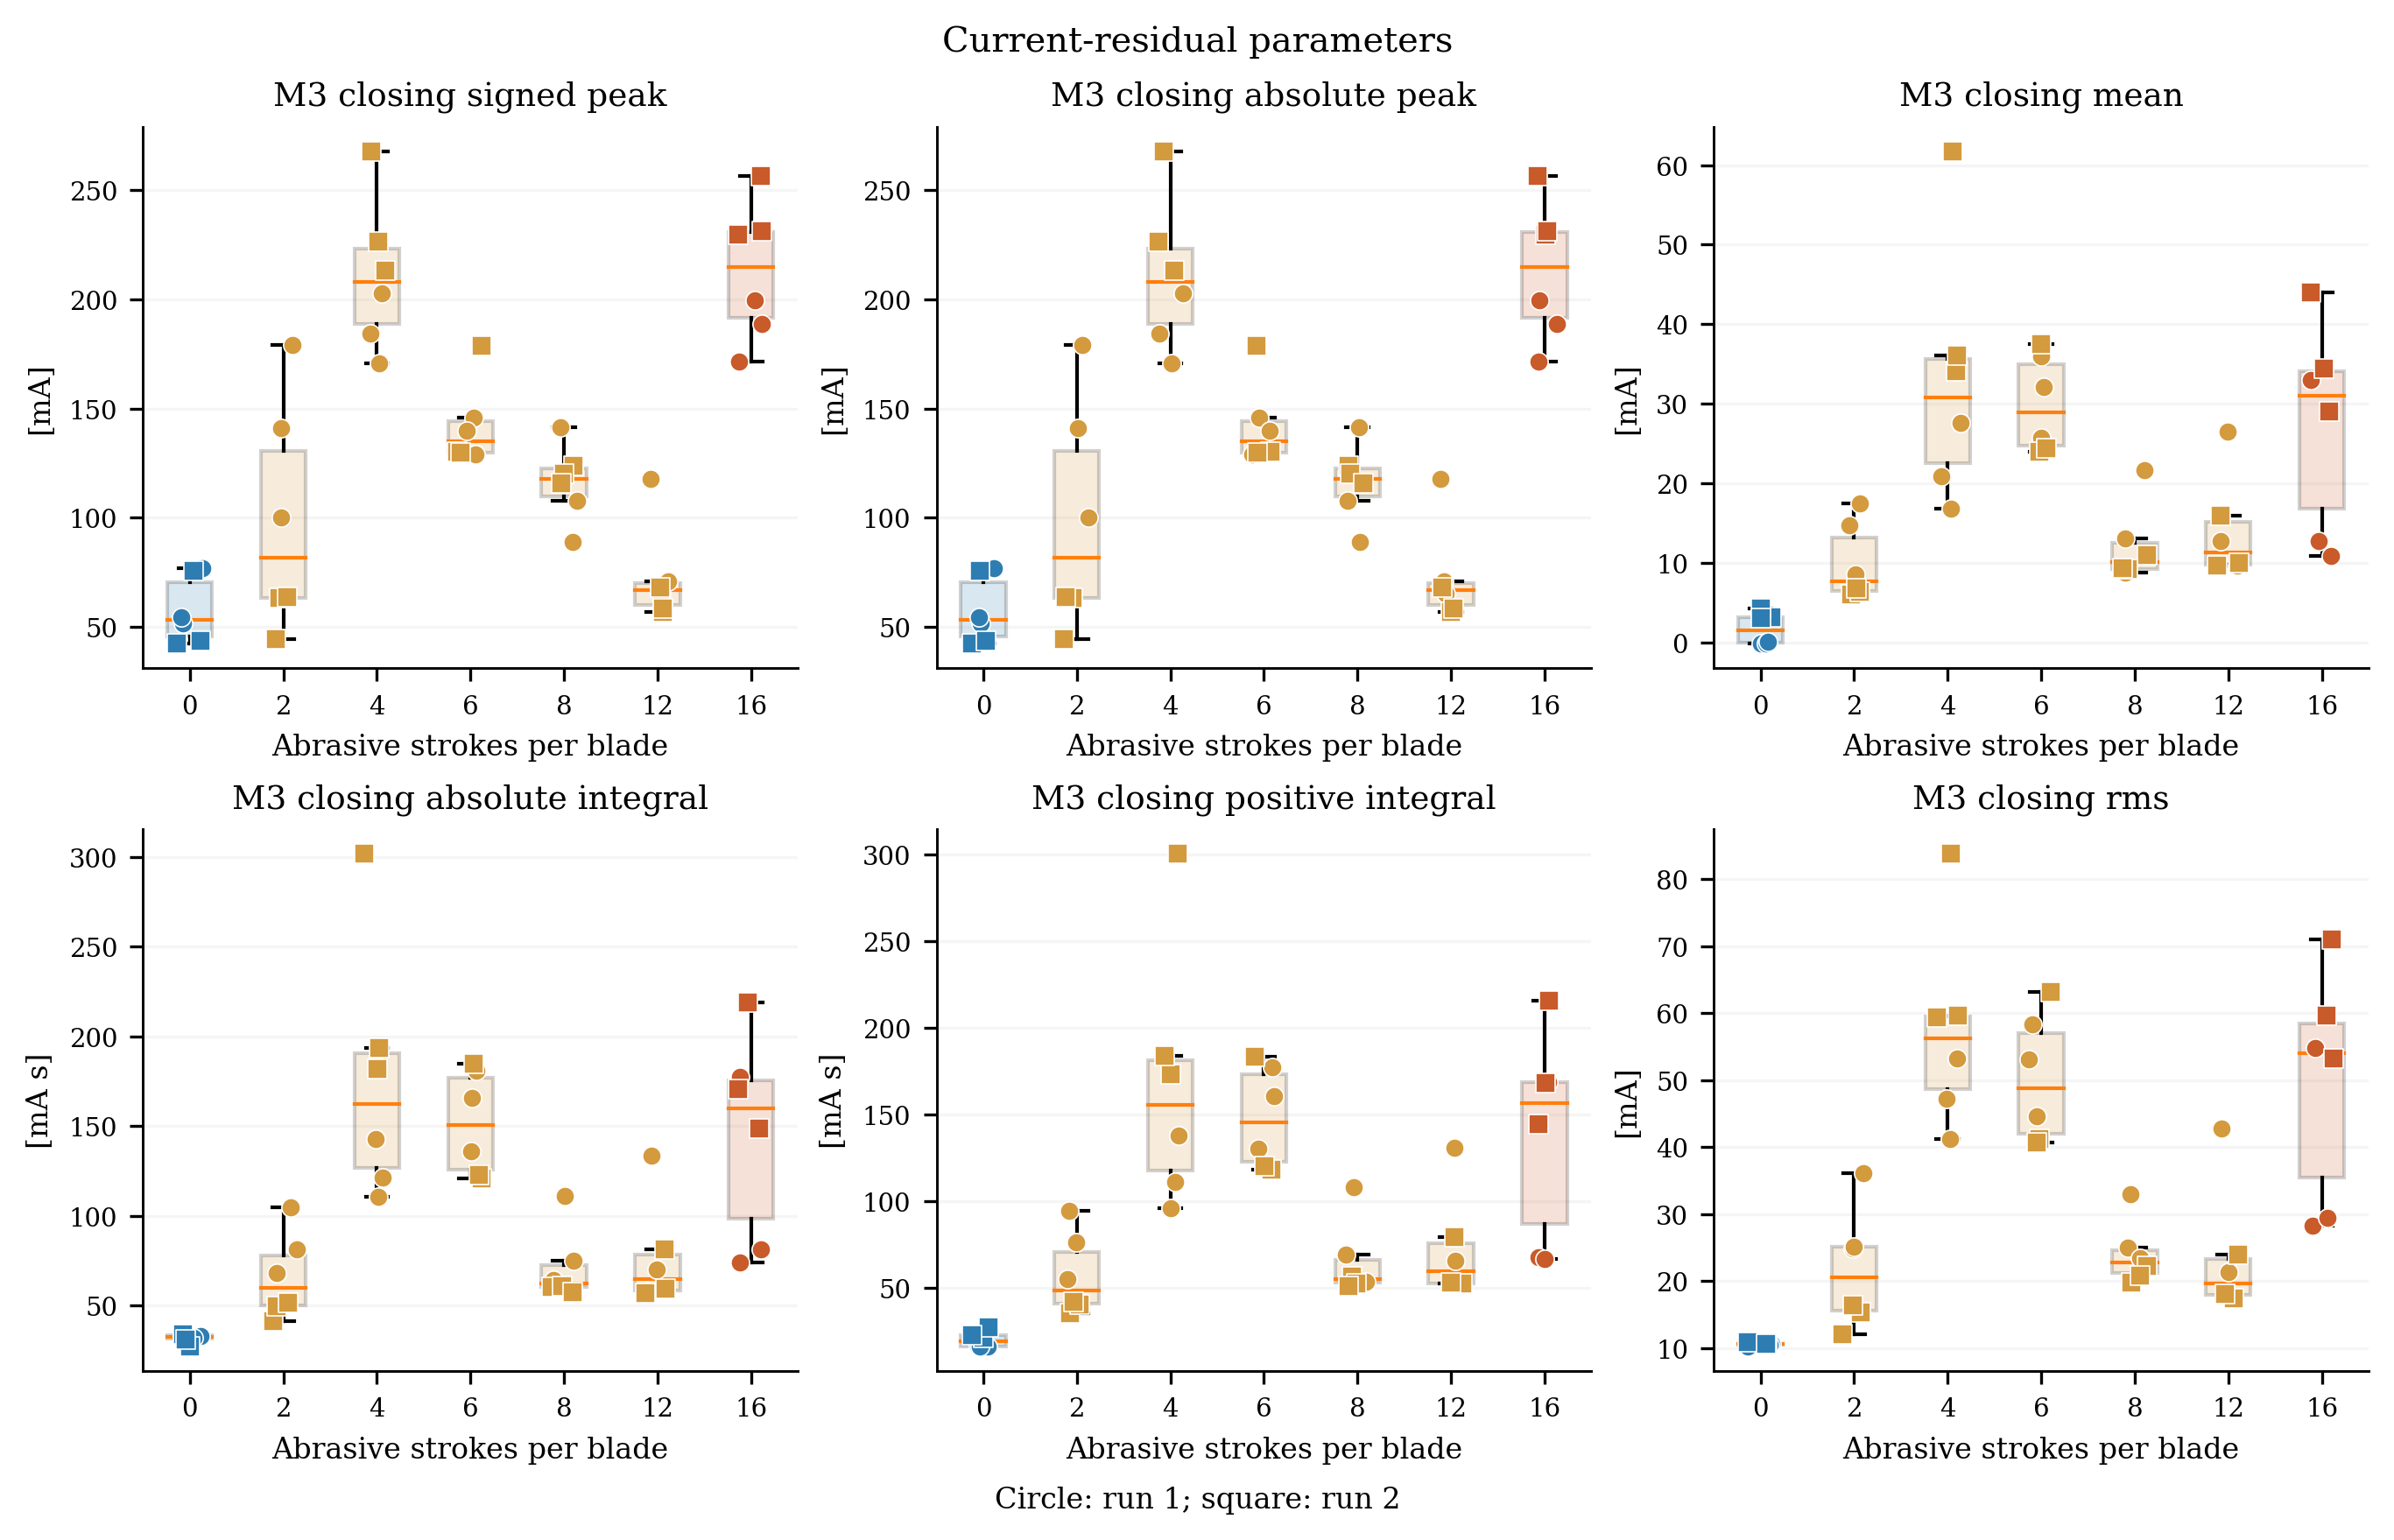 Current-residual parameters
M3 closing signed peak
[mA]
250
200
150
100
50
0 2 4 6 8 12 16
Abrasive strokes per blade
M3 closing absolute peak
[mA]
250
200
150
100
50
0 2 4 6 8 12 16
Abrasive strokes per blade
M3 closing mean
[mA]
60
50
40
30
20
10
0
0 2 4 6 8 12 16
Abrasive strokes per blade
M3 closing absolute integral
[mA s]
300
250
200
150
100
50
0 2 4 6 8 12 16
Abrasive strokes per blade
M3 closing positive integral
[mA s]
300
250
200
150
100
50
0 2 4 6 8 12 16
Abrasive strokes per blade
M3 closing rms
[mA]
80
70
60
50
40
30
20
10
0 2 4 6 8 12 16
Abrasive strokes per blade
Circle: run 1; square: run 2